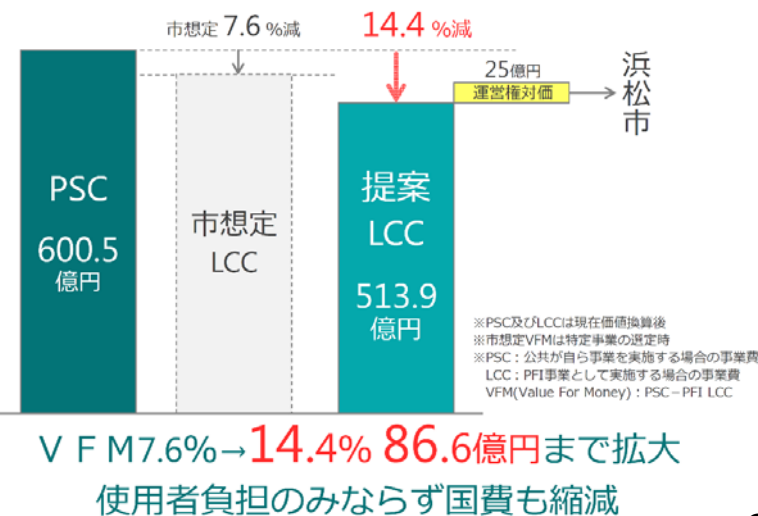 市想定 7.6 %減
14.4 %減
25億円
運営権対価
浜松市
PSC
600.5
億円
市想定
LCC
提案
LCC
513.9
億円
※PSC及びLCCは現在価値換算後
※市想定VFMは特定事業の選定時
※PSC：公共が自ら事業を実施する場合の事業費
LCC：PFI事業として実施する場合の事業費
VFM(Value For Money)：PSC－PFI LCC
ＶＦＭ7.6%→14.4% 86.6億円まで拡大
使用者負担のみならず国費も縮減